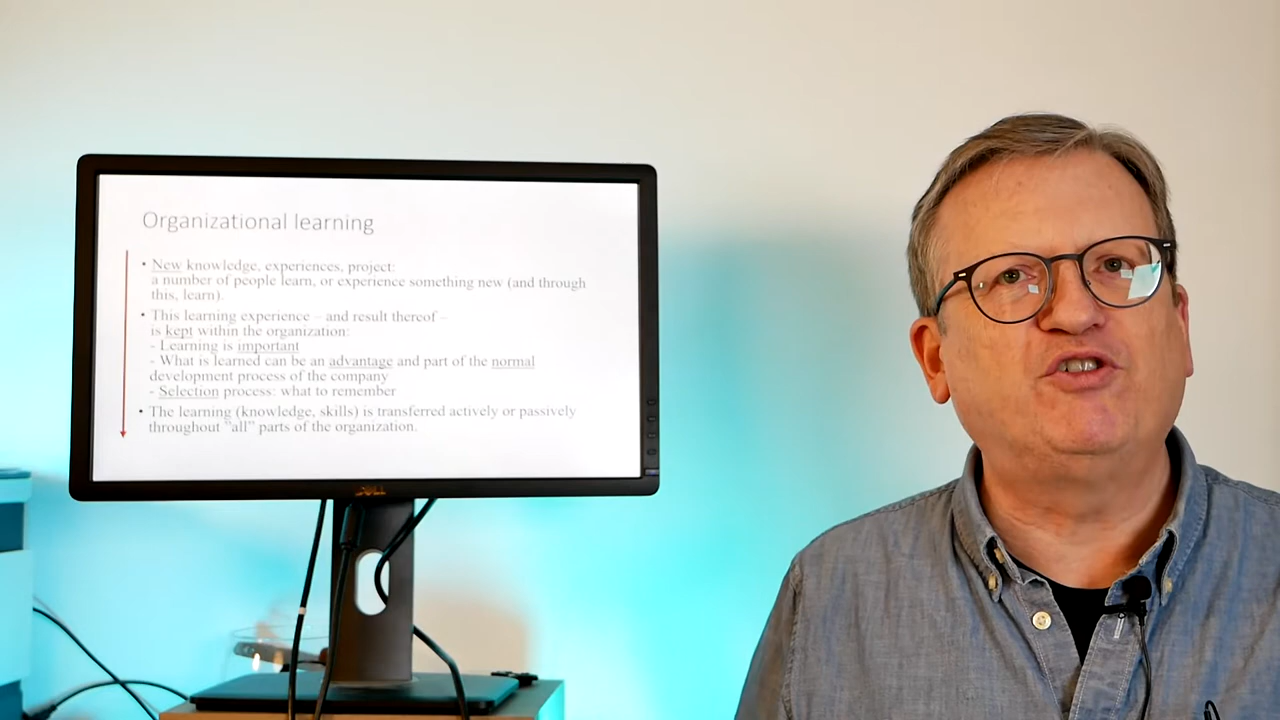 Organizational learning
• New knowledge, experiences, project:
a number of people learn, or experience something new (and through
this, learn).
• This learning experience – and result thereof –
is kept within the organization:
- Learning is important
- What is learned can be an advantage and part of the normal
development process of the company
- Selection process: what to remember
• The learning (knowledge, skills) is transferred actively or passively
throughout ”all” parts of the organization.
DELL